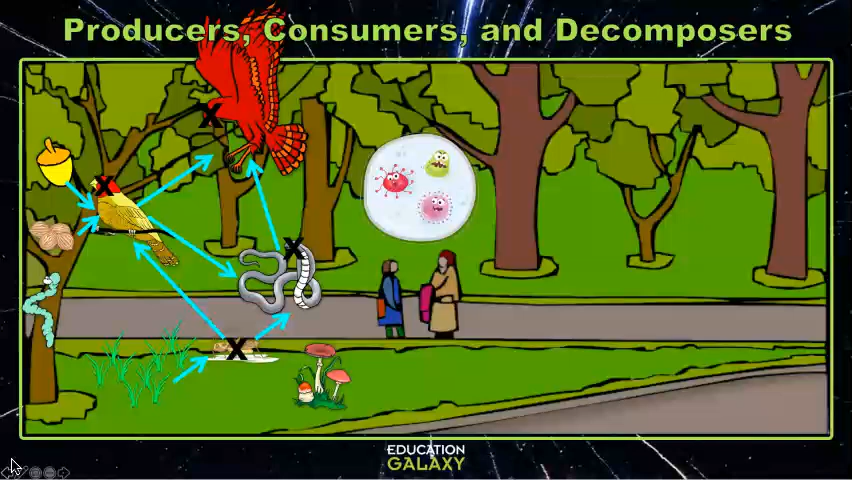 Producers, Consumers, and Decomposers
X
X
X
X
EDUCATION
GALAXY